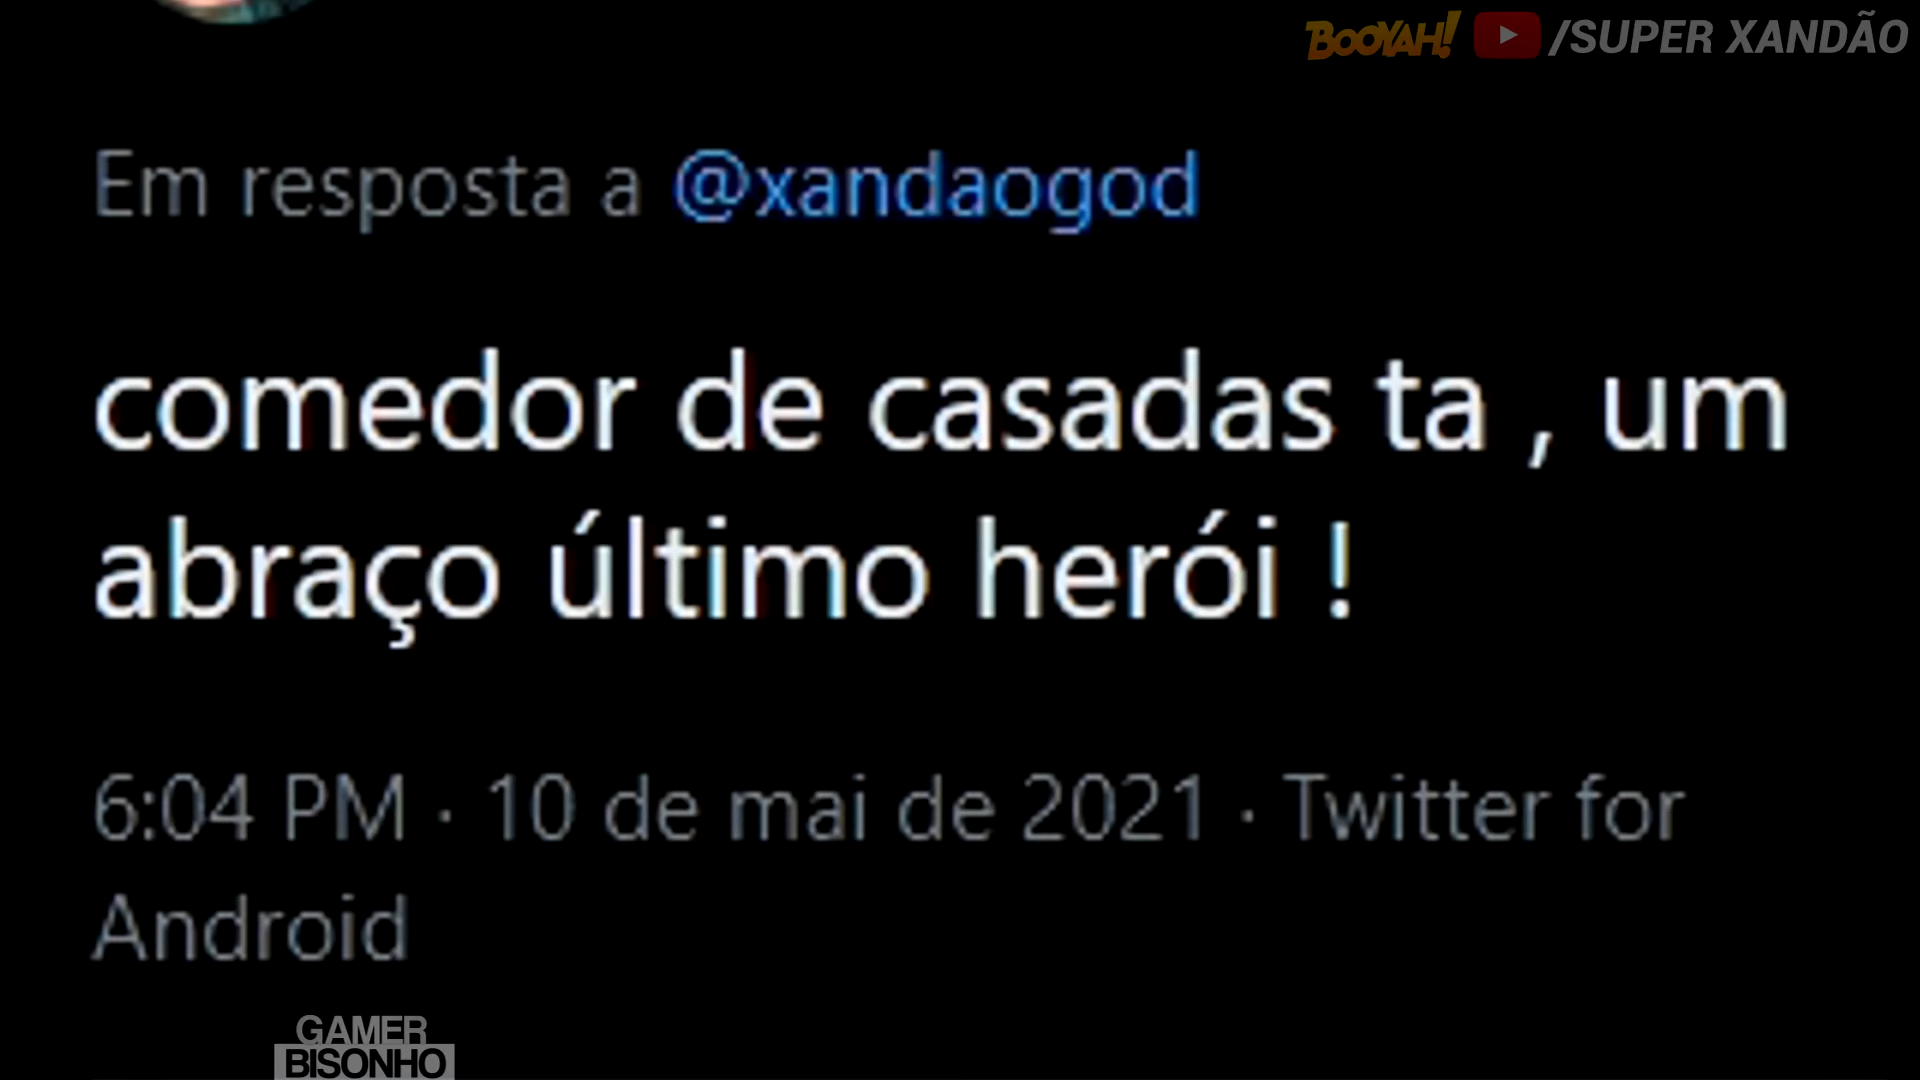 BOOYAH! /SUPER XANDÃO
Em resposta a @xandaogod
comedor de casadas ta , um
abraço último herói !
6:04 PM · 10 de mai de 2021 · Twitter for
Android
GAMER
BISONHO